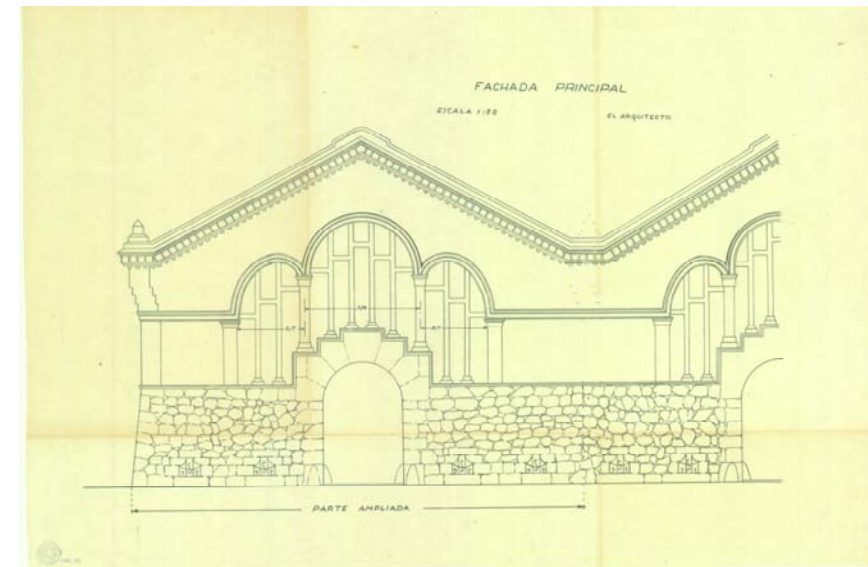 FACHADA PRINCIPAL
ESCALA 1:50
EL ARQUITECTO
PARTE AMPLIADA